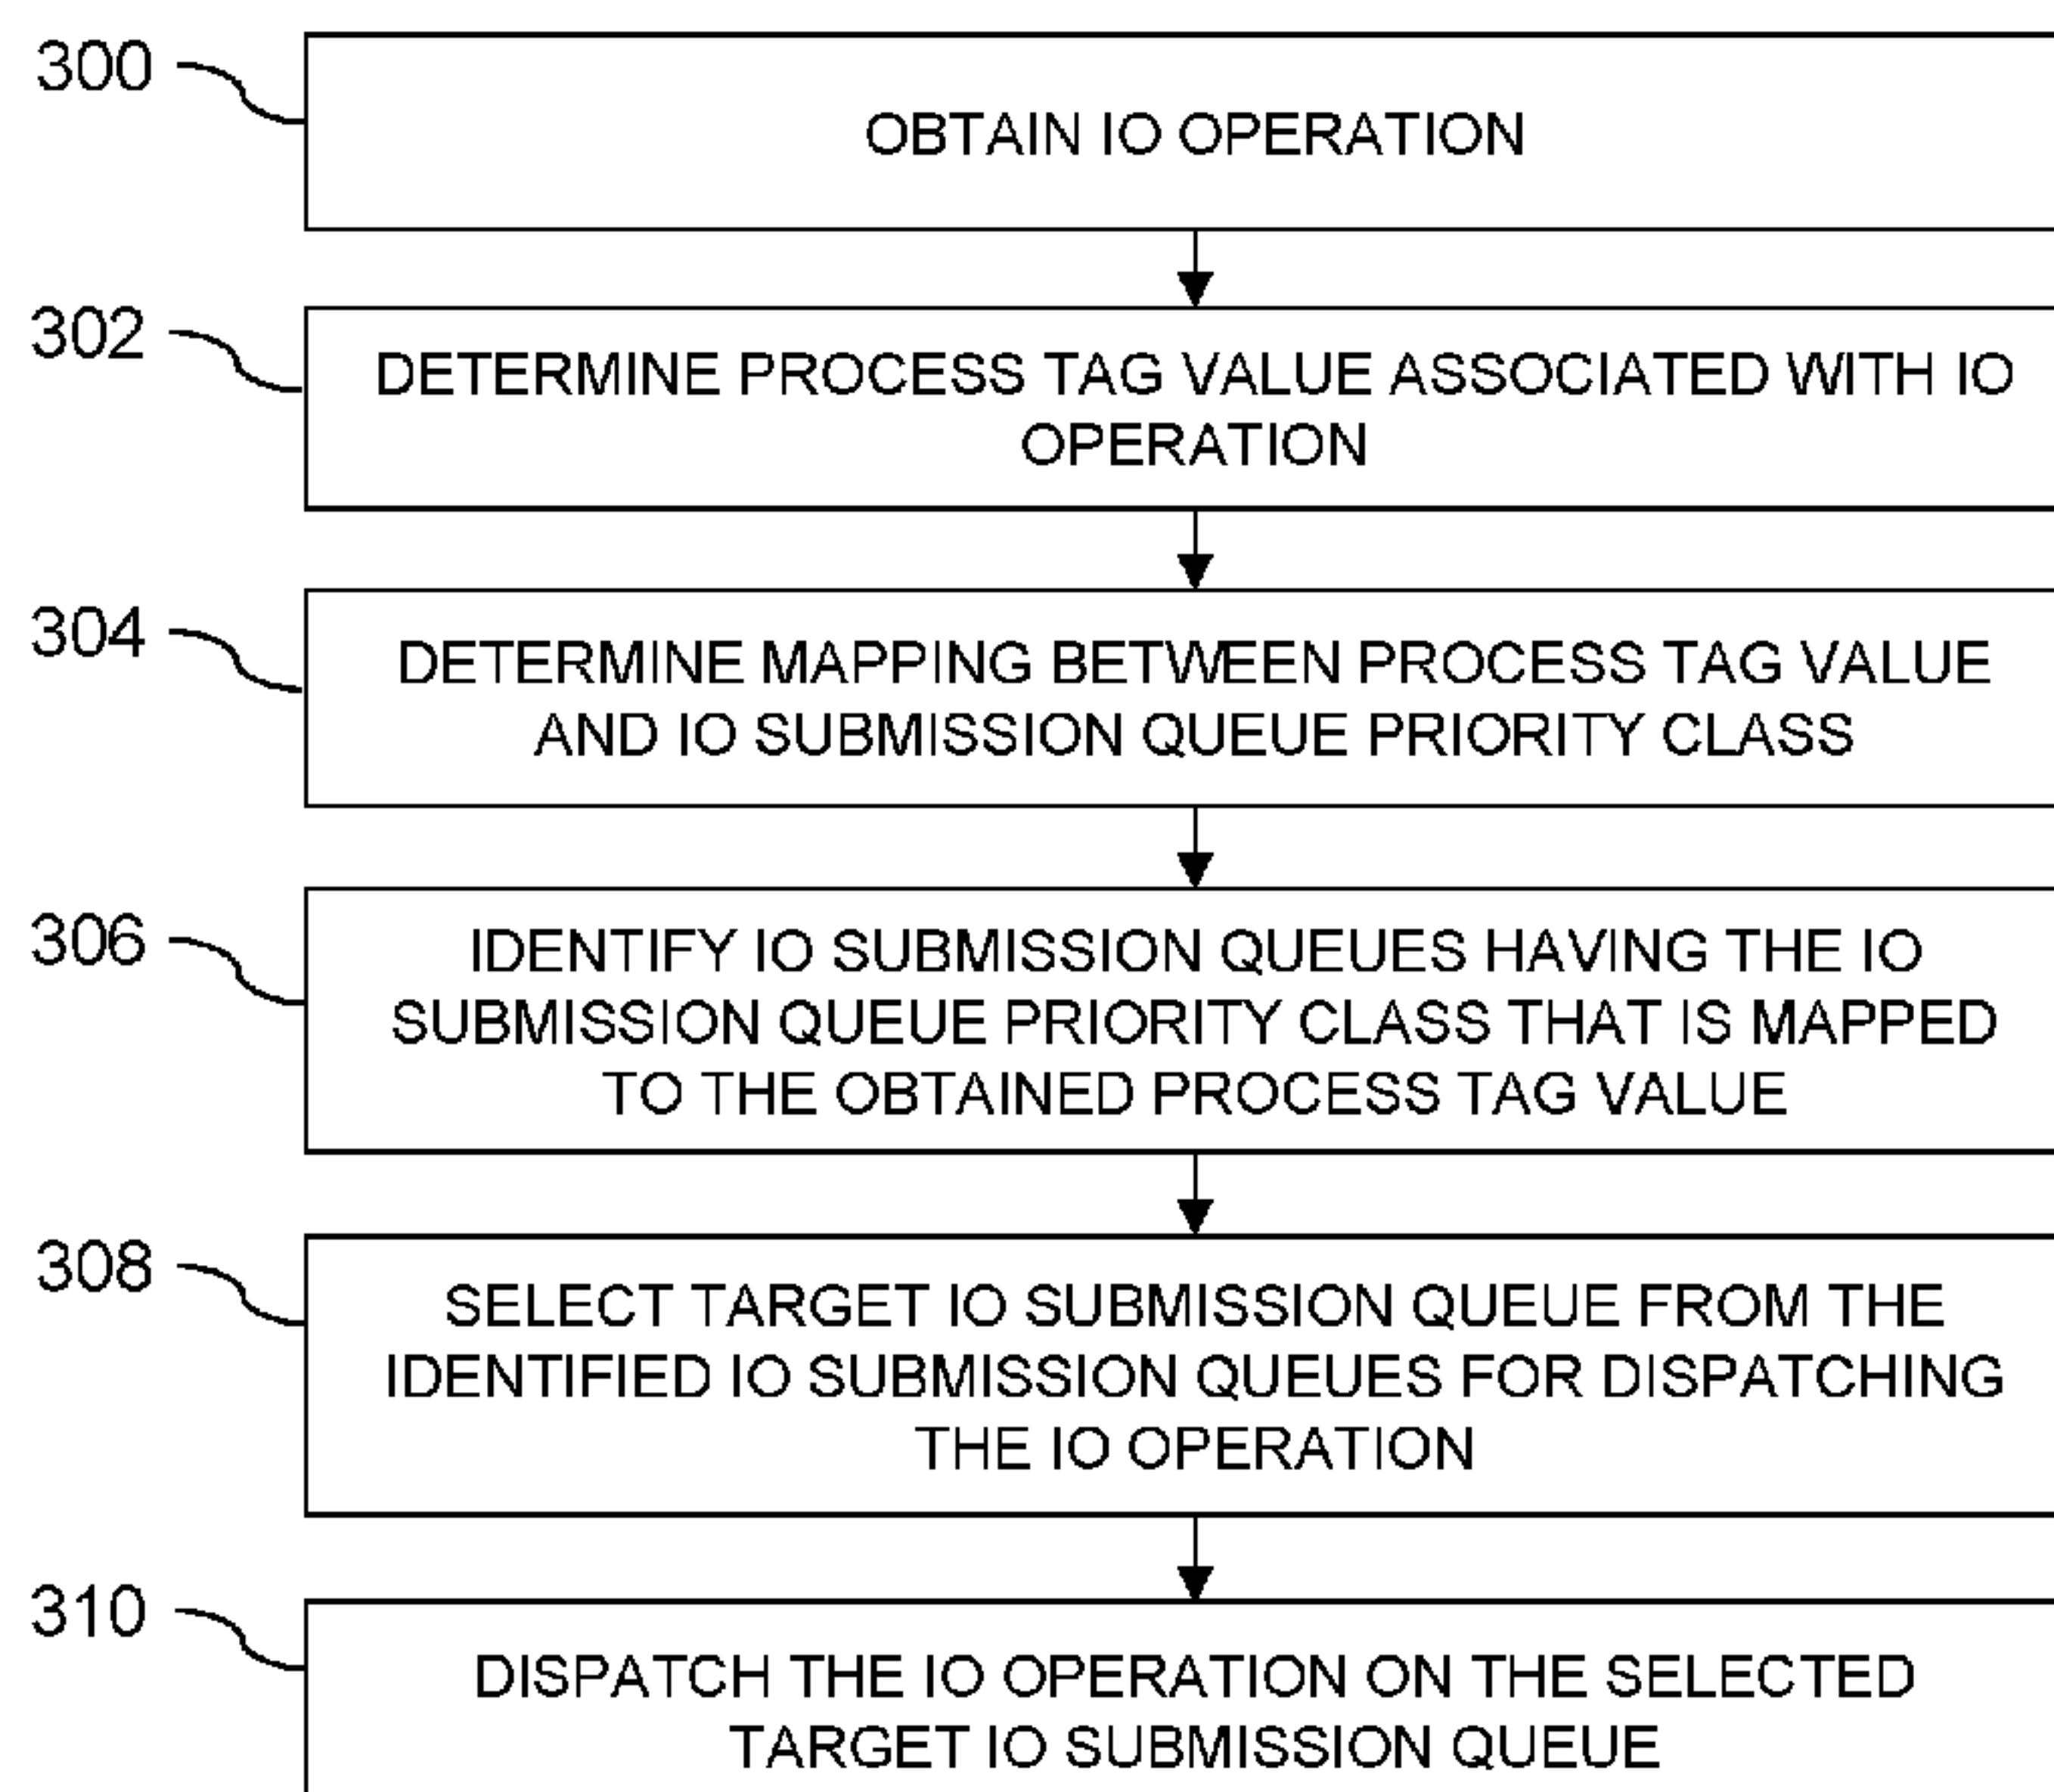 300
OBTAIN IO OPERATION
302
DETERMINE PROCESS TAG VALUE ASSOCIATED WITH IO
OPERATION
304
DETERMINE MAPPING BETWEEN PROCESS TAG VALUE
AND IO SUBMISSION QUEUE PRIORITY CLASS
306
IDENTIFY IO SUBMISSION QUEUES HAVING THE IO
SUBMISSION QUEUE PRIORITY CLASS THAT IS MAPPED
TO THE OBTAINED PROCESS TAG VALUE
308
SELECT TARGET IO SUBMISSION QUEUE FROM THE
IDENTIFIED IO SUBMISSION QUEUES FOR DISPATCHING
THE IO OPERATION
310
DISPATCH THE IO OPERATION ON THE SELECTED
TARGET IO SUBMISSION QUEUE